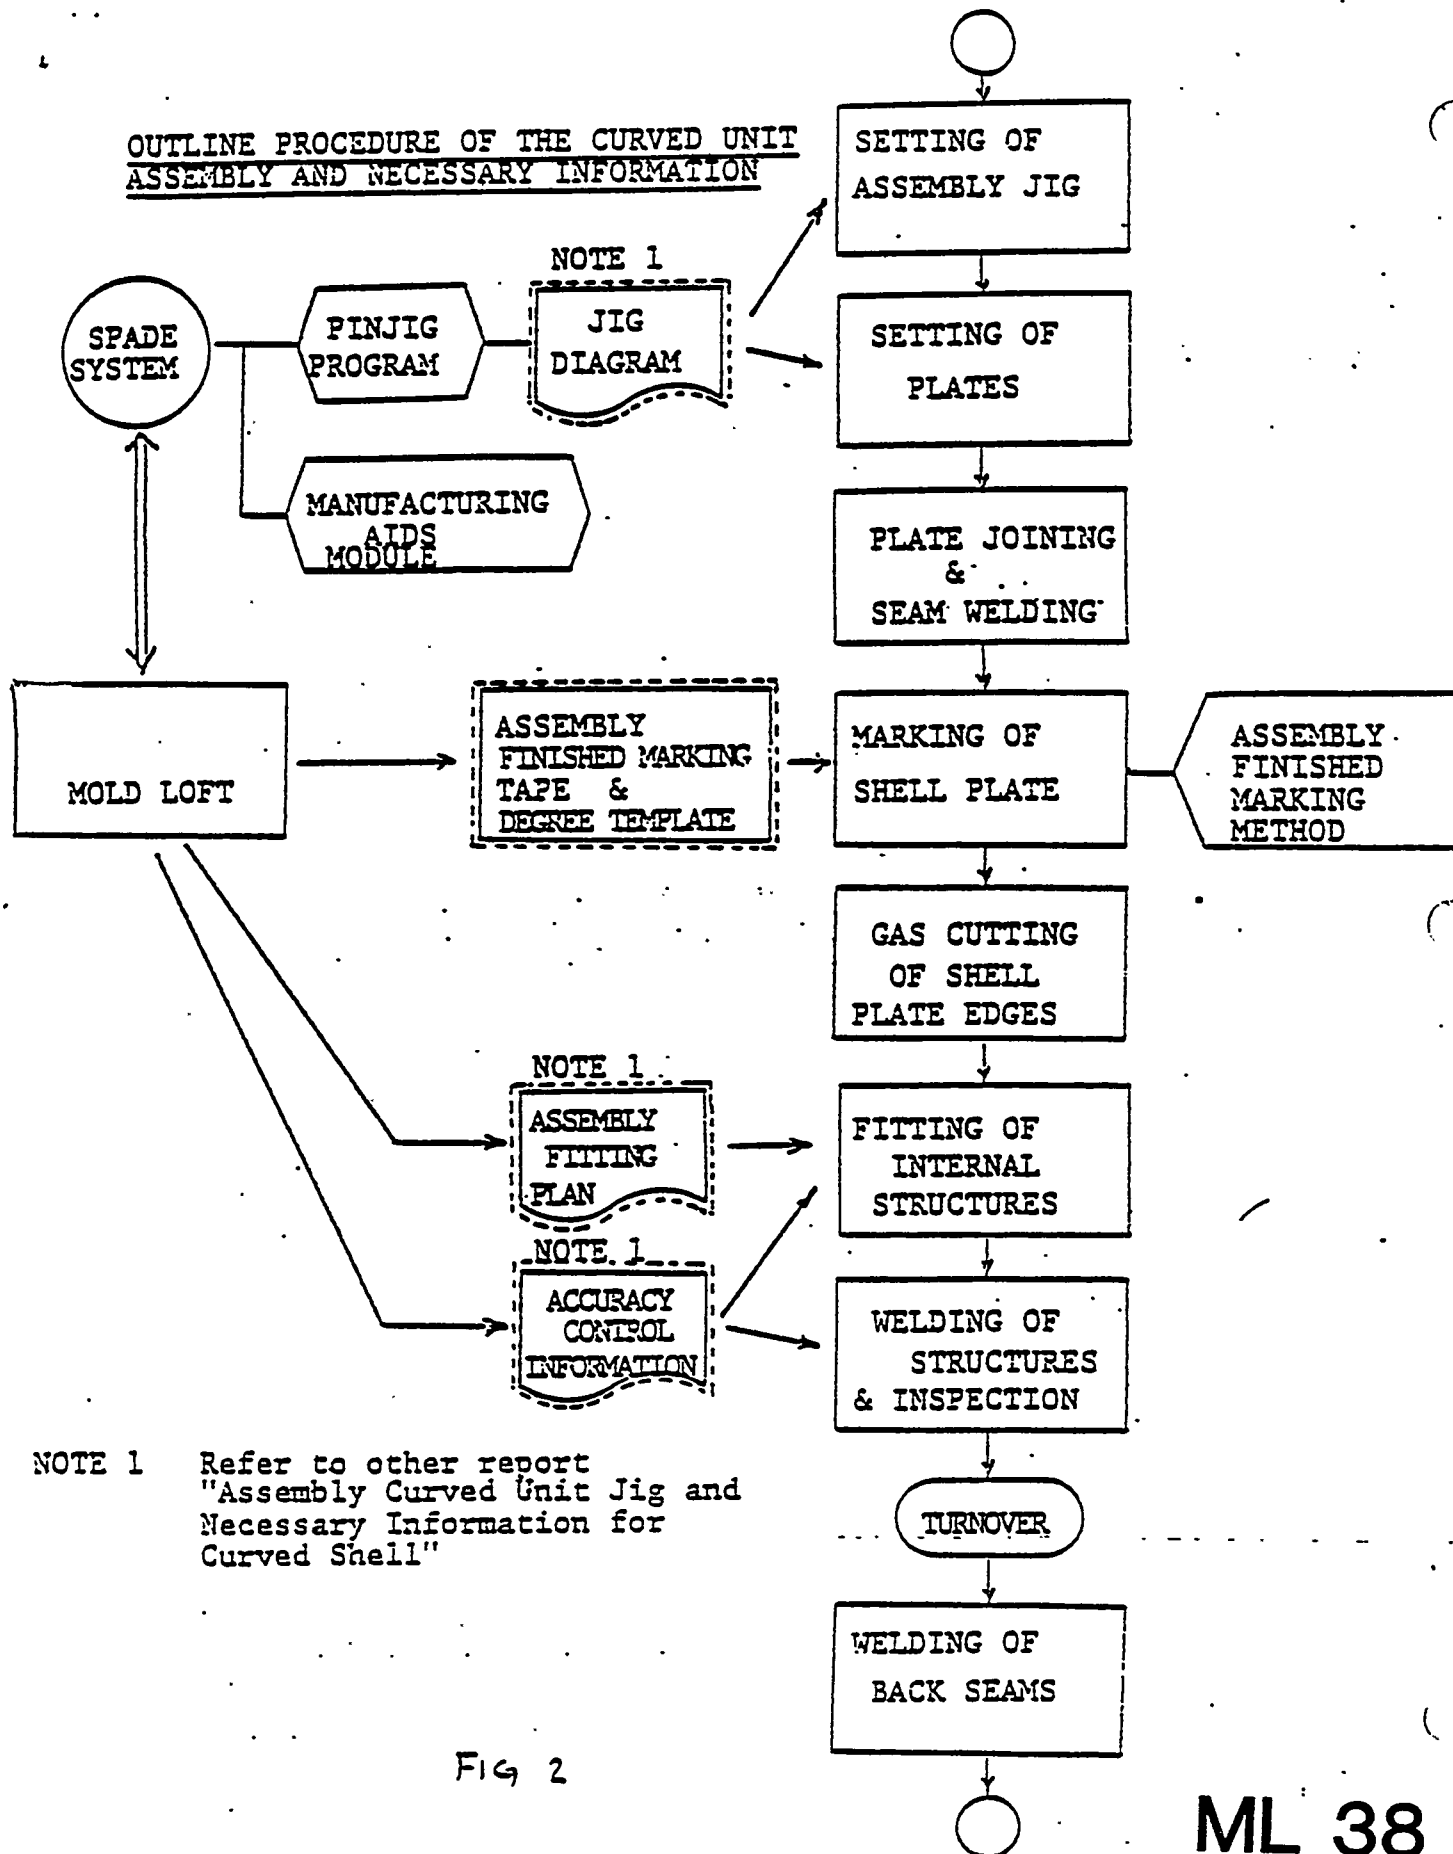 OUTLINE PROCEDURE OF THE CURVED UNIT
ASSEMBLY AND NECESSARY INFORMATION
SETTING OF
ASSEMBLY JIG
NOTE 1
SPADE
SYSTEM
PINJIG
PROGRAM
JIG
DIAGRAM
SETTING OF
PLATES
MANUFACTURING
AIDS
MODULE
PLATE JOINING
&
SEAM WELDING
MOLD LOFT
ASSEMBLY
FINISHED MARKING
TAPE &
DEGREE TEMPLATE
MARKING OF
SHELL PLATE
ASSEMBLY
FINISHED
MARKING
METHOD
GAS CUTTING
OF SHELL
PLATE EDGES
NOTE 1
ASSEMBLY
FITTING
PLAN
FITTING OF
INTERNAL
STRUCTURES
NOTE 1
ACCURACY
CONTROL
INFORMATION
WELDING OF
STRUCTURES
& INSPECTION
NOTE 1 Refer to other report
"Assembly Curved Unit Jig and
Necessary Information for
Curved Shell"
TURNOVER
WELDING OF
BACK SEAMS
FIG 2
ML 38